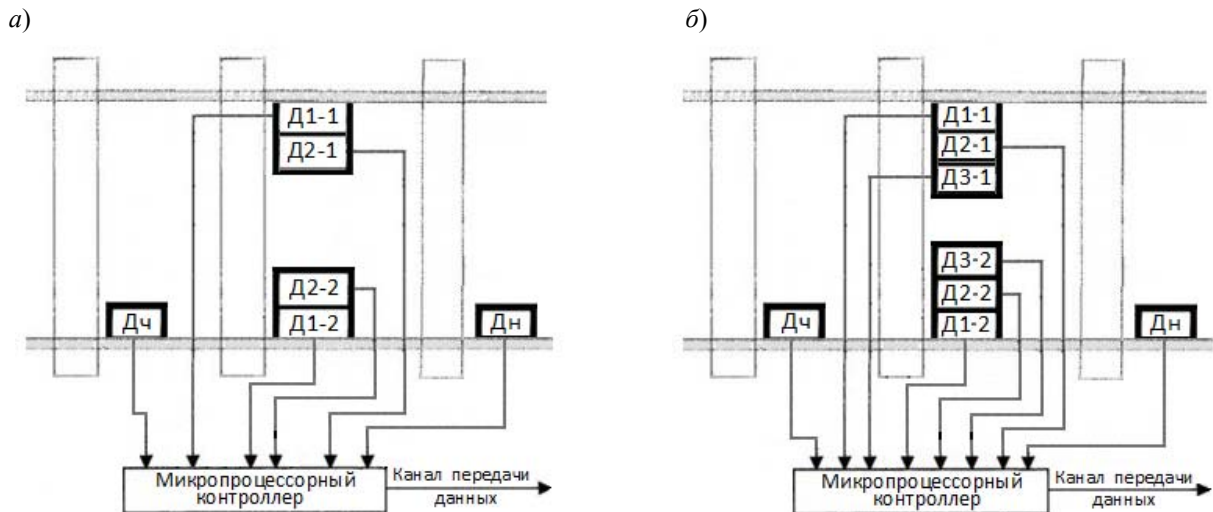 а)
Д1-1
Д2-1
Д2-2
Д1-2
Дч
Дн
Микропроцессорный
контроллер
Канал передачи
данных
б)
Д1-1
Д2-1
Д3-1
Д3-2
Д2-2
Д1-2
Дч
Дн
Микропроцессорный
контроллер
Канал передачи
данных